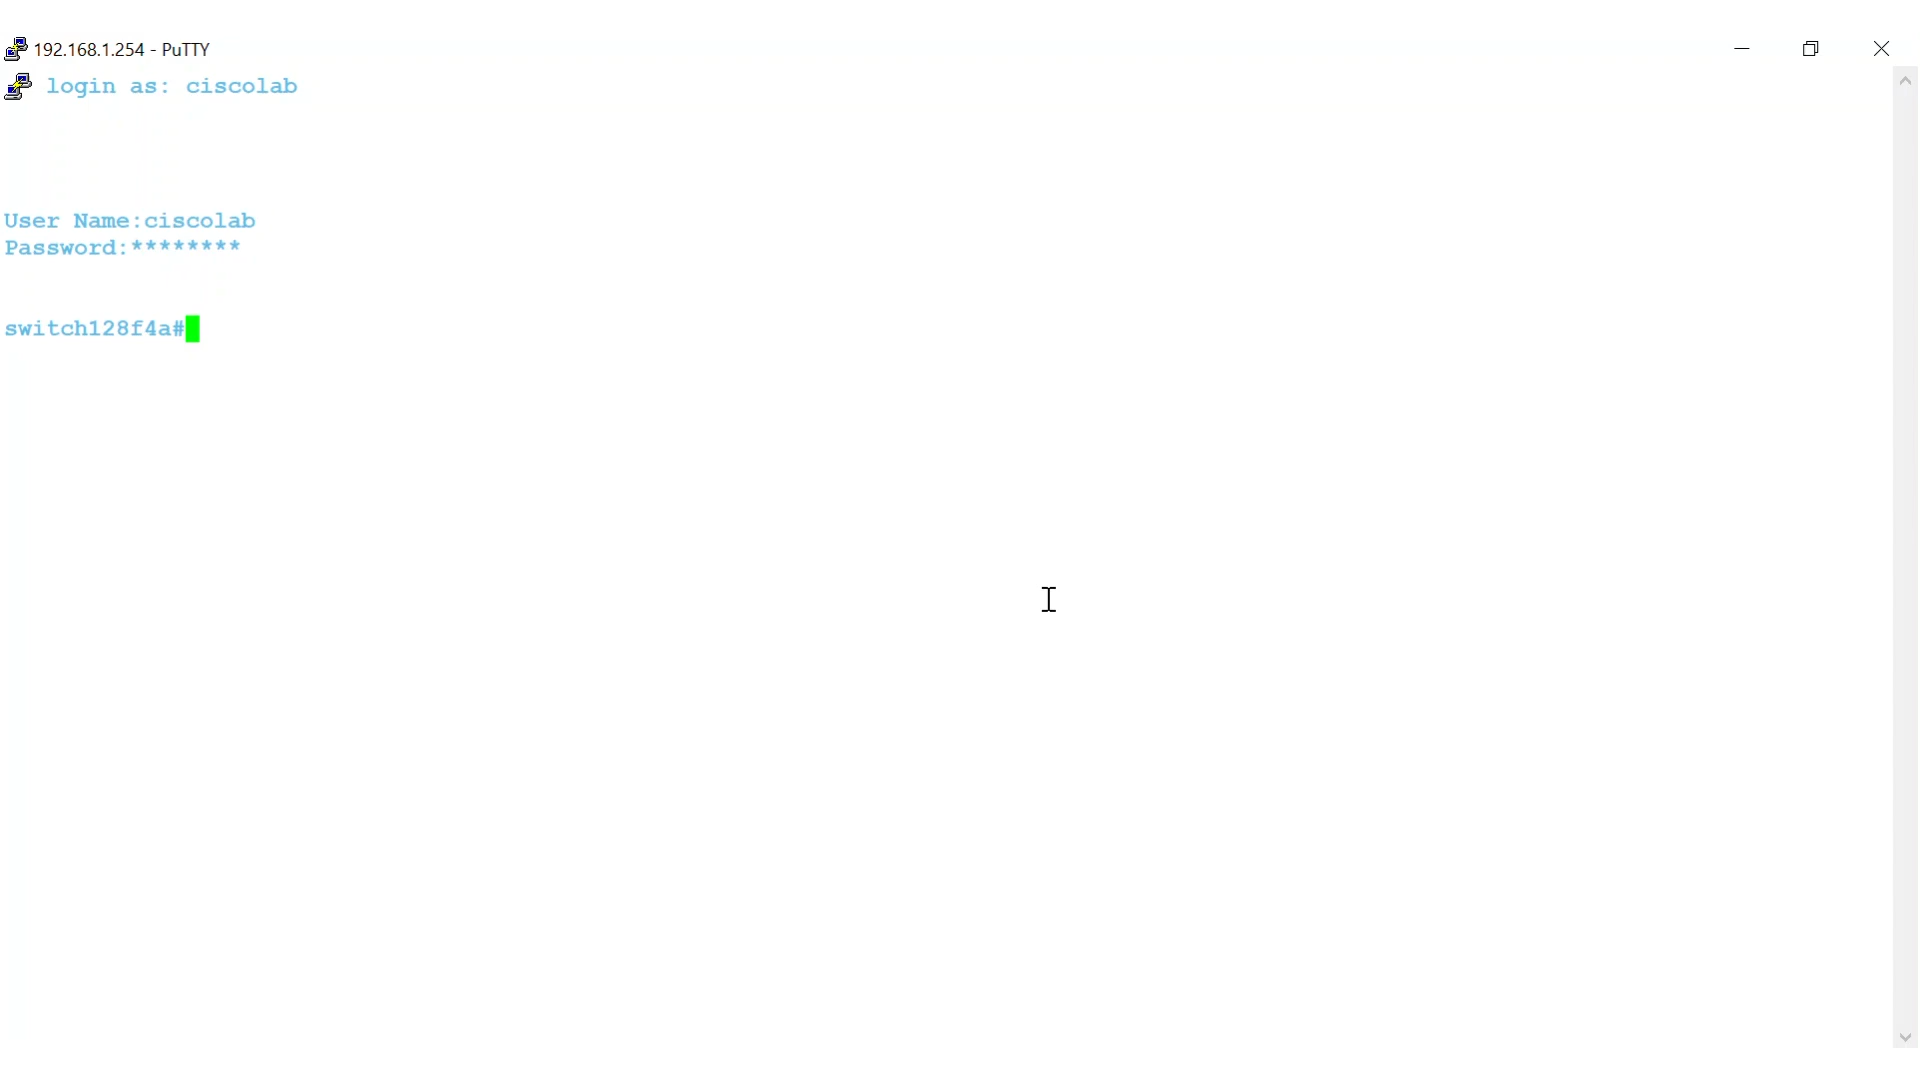 192.168.1.254 - PuTTY
login as: ciscolab
User Name:ciscolab
Password:********
switch128f4a#